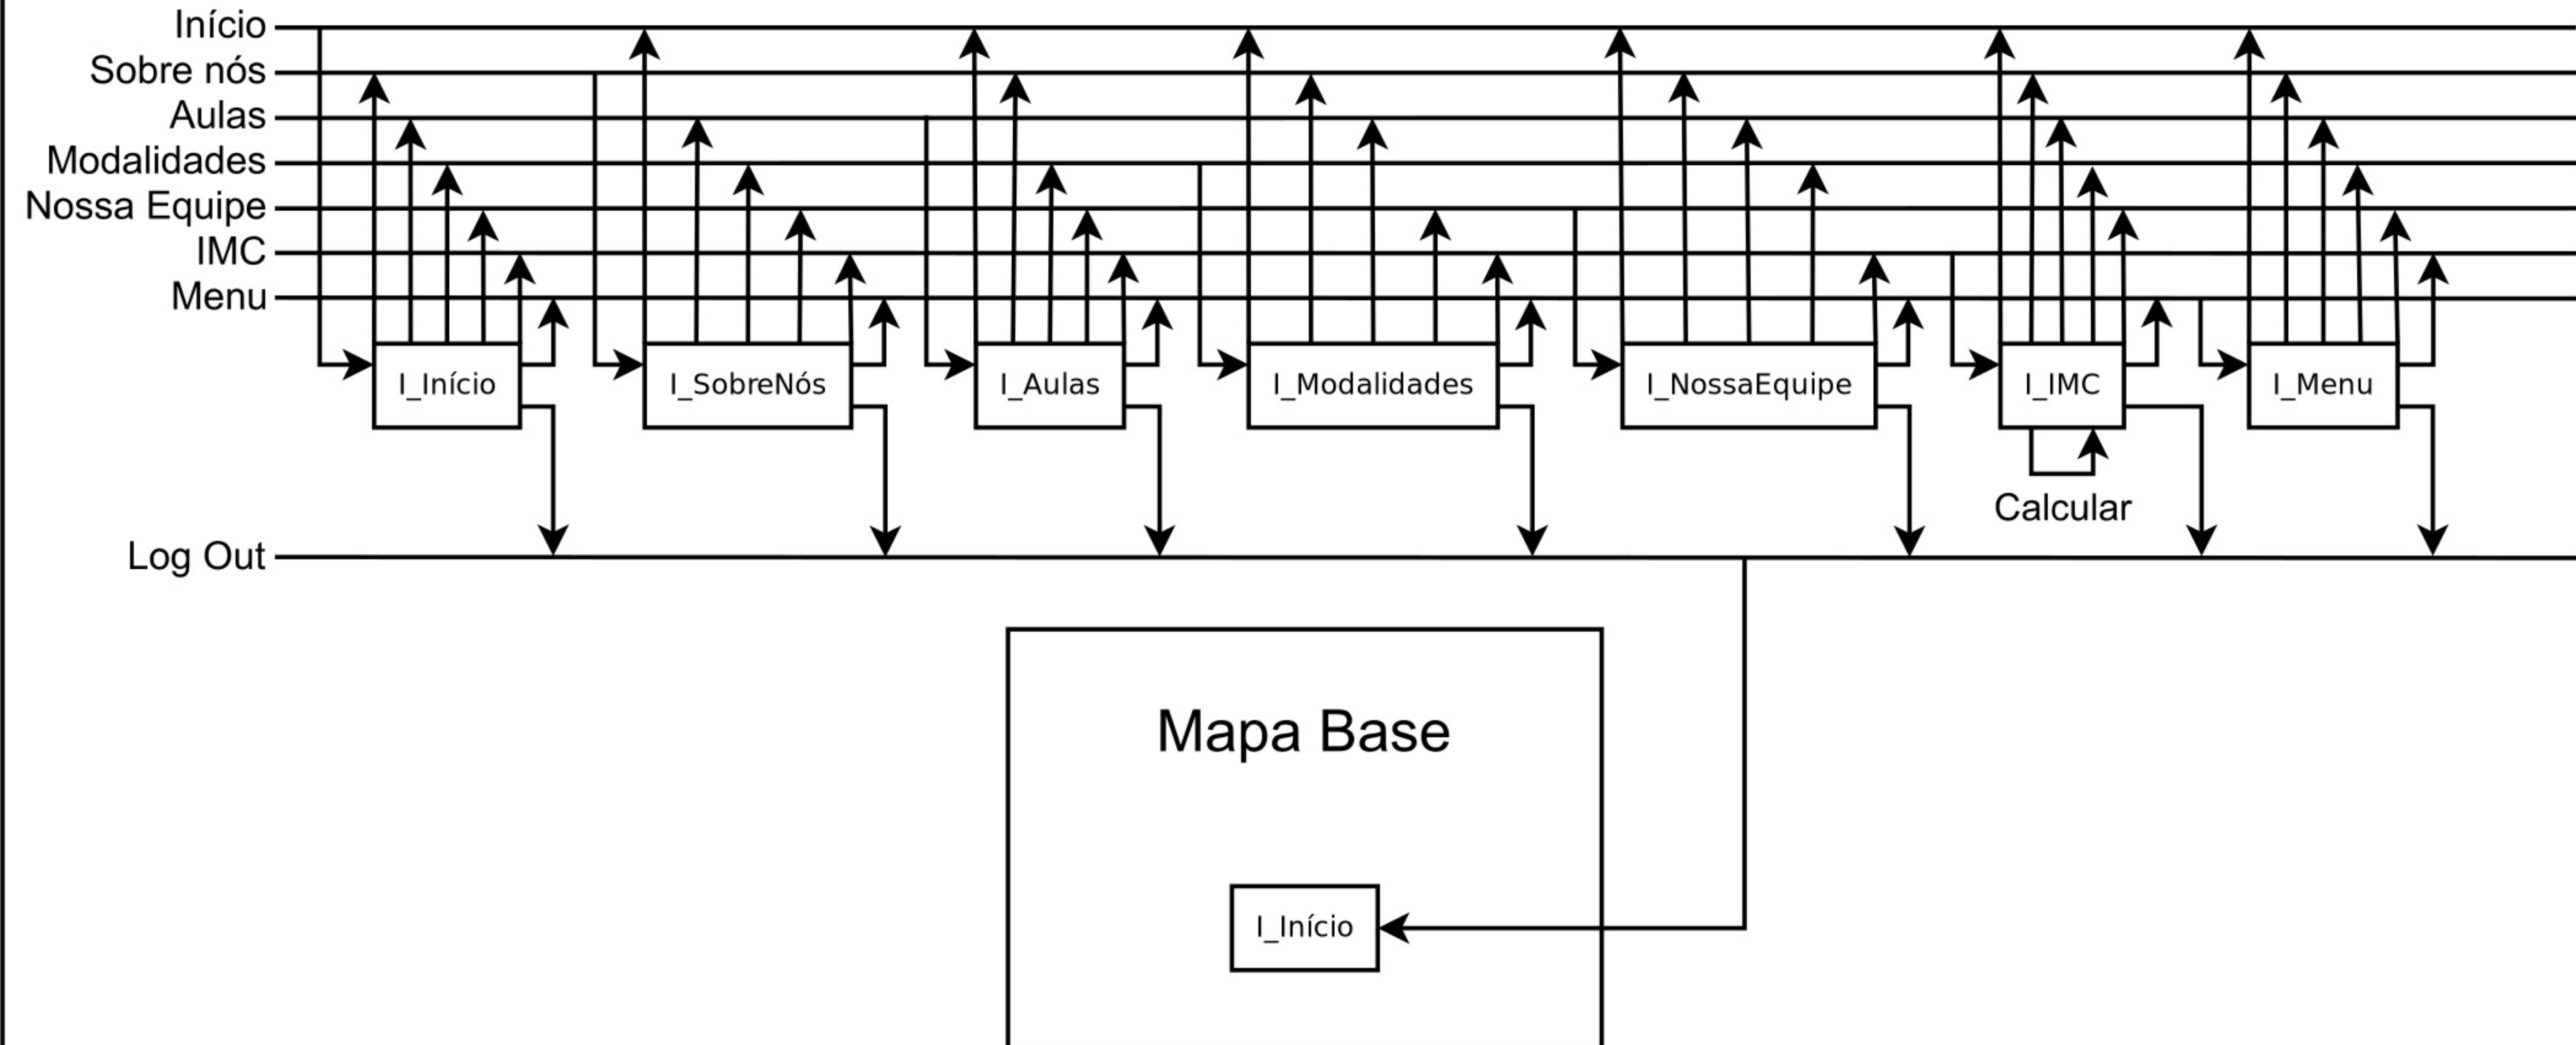 Início
Sobre nós
Aulas
Modalidades
Nossa Equipe
IMC
Menu
I_Início
I_SobreNós
I_Aulas
I_Modalidades
I_NossaEquipe
I_IMC
I_Menu
Calcular
Log Out
Mapa Base
I_Início